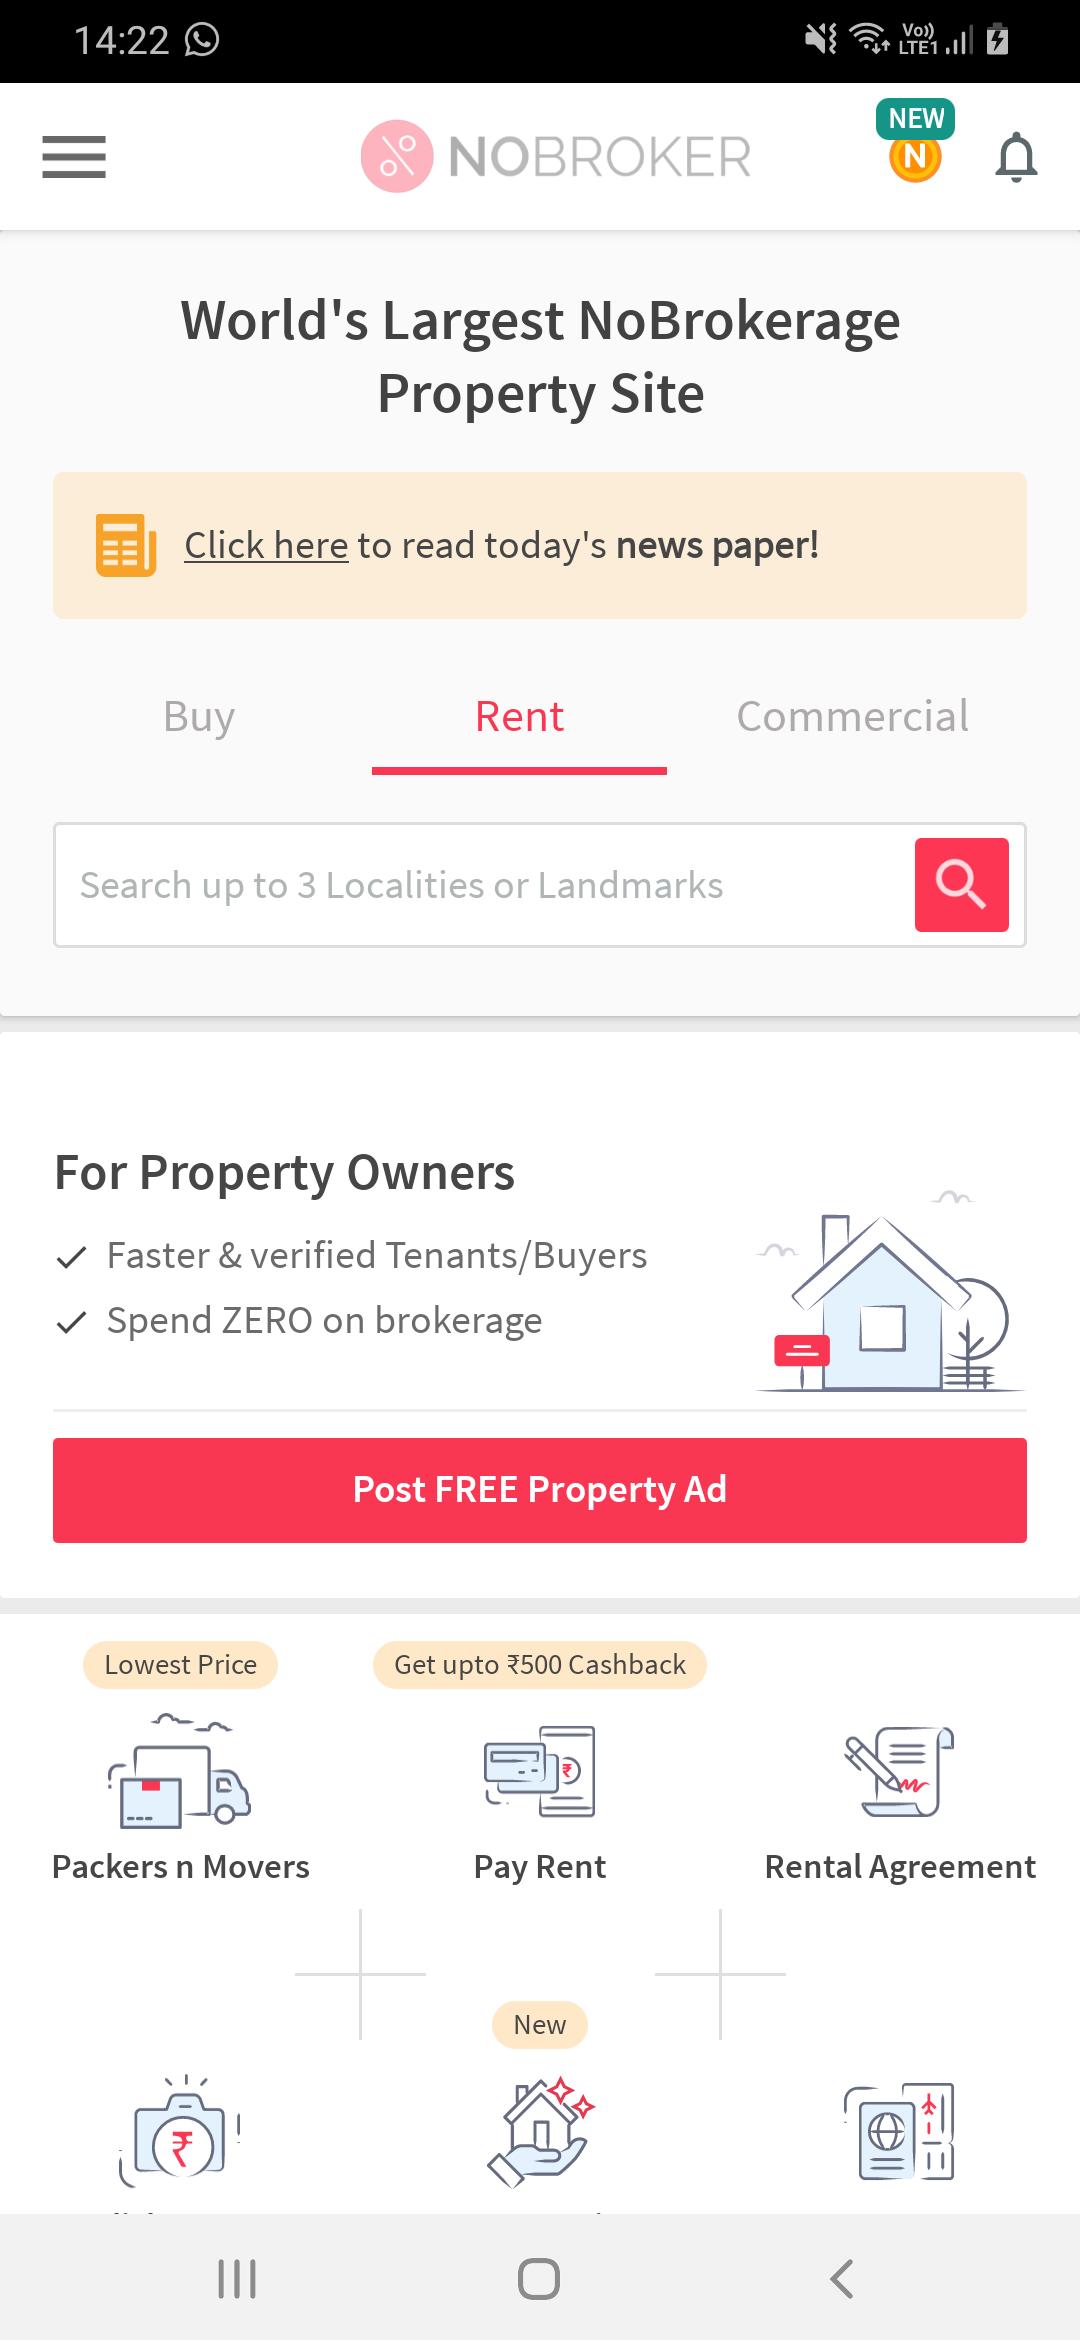 14:22
Vo)) LTE1
NEW
N
NOBROKER
World's Largest NoBrokerage
Property Site
Click here to read today's news paper!
Buy Rent Commercial
Search up to 3 Localities or Landmarks
For Property Owners
Faster & verified Tenants/Buyers
Spend ZERO on brokerage
Post FREE Property Ad
Lowest Price Get upto ₹500 Cashback
₹
Packers n Movers Pay Rent Rental Agreement
New
₹